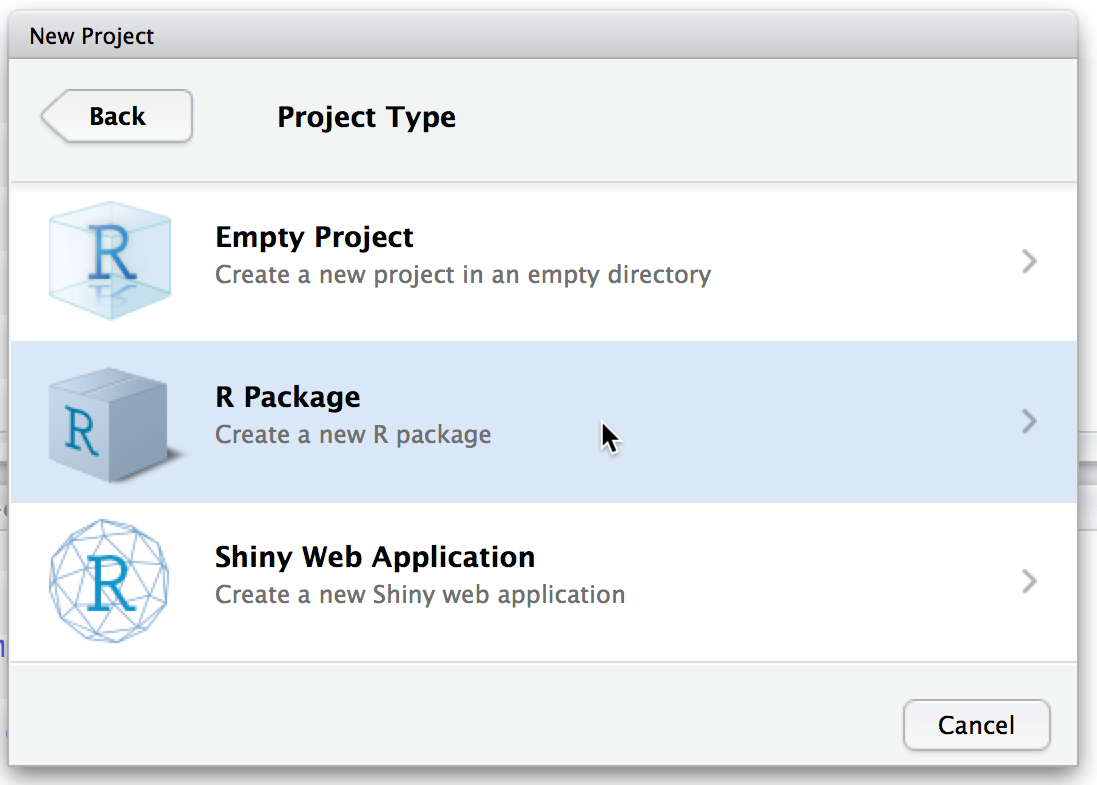 New Project
Back
Project Type
R
Empty Project
Create a new project in an empty directory
R
R Package
Create a new R package
R
Shiny Web Application
Create a new Shiny web application
Cancel